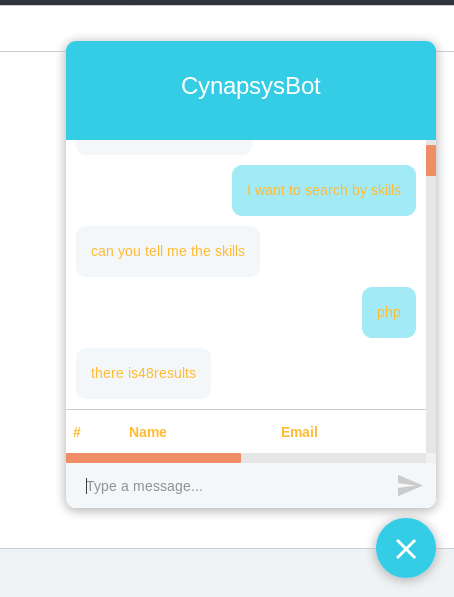 CynapsysBot
I want to search by skills
can you tell me the skills
php
there is48results
# Name Email
Type a message...